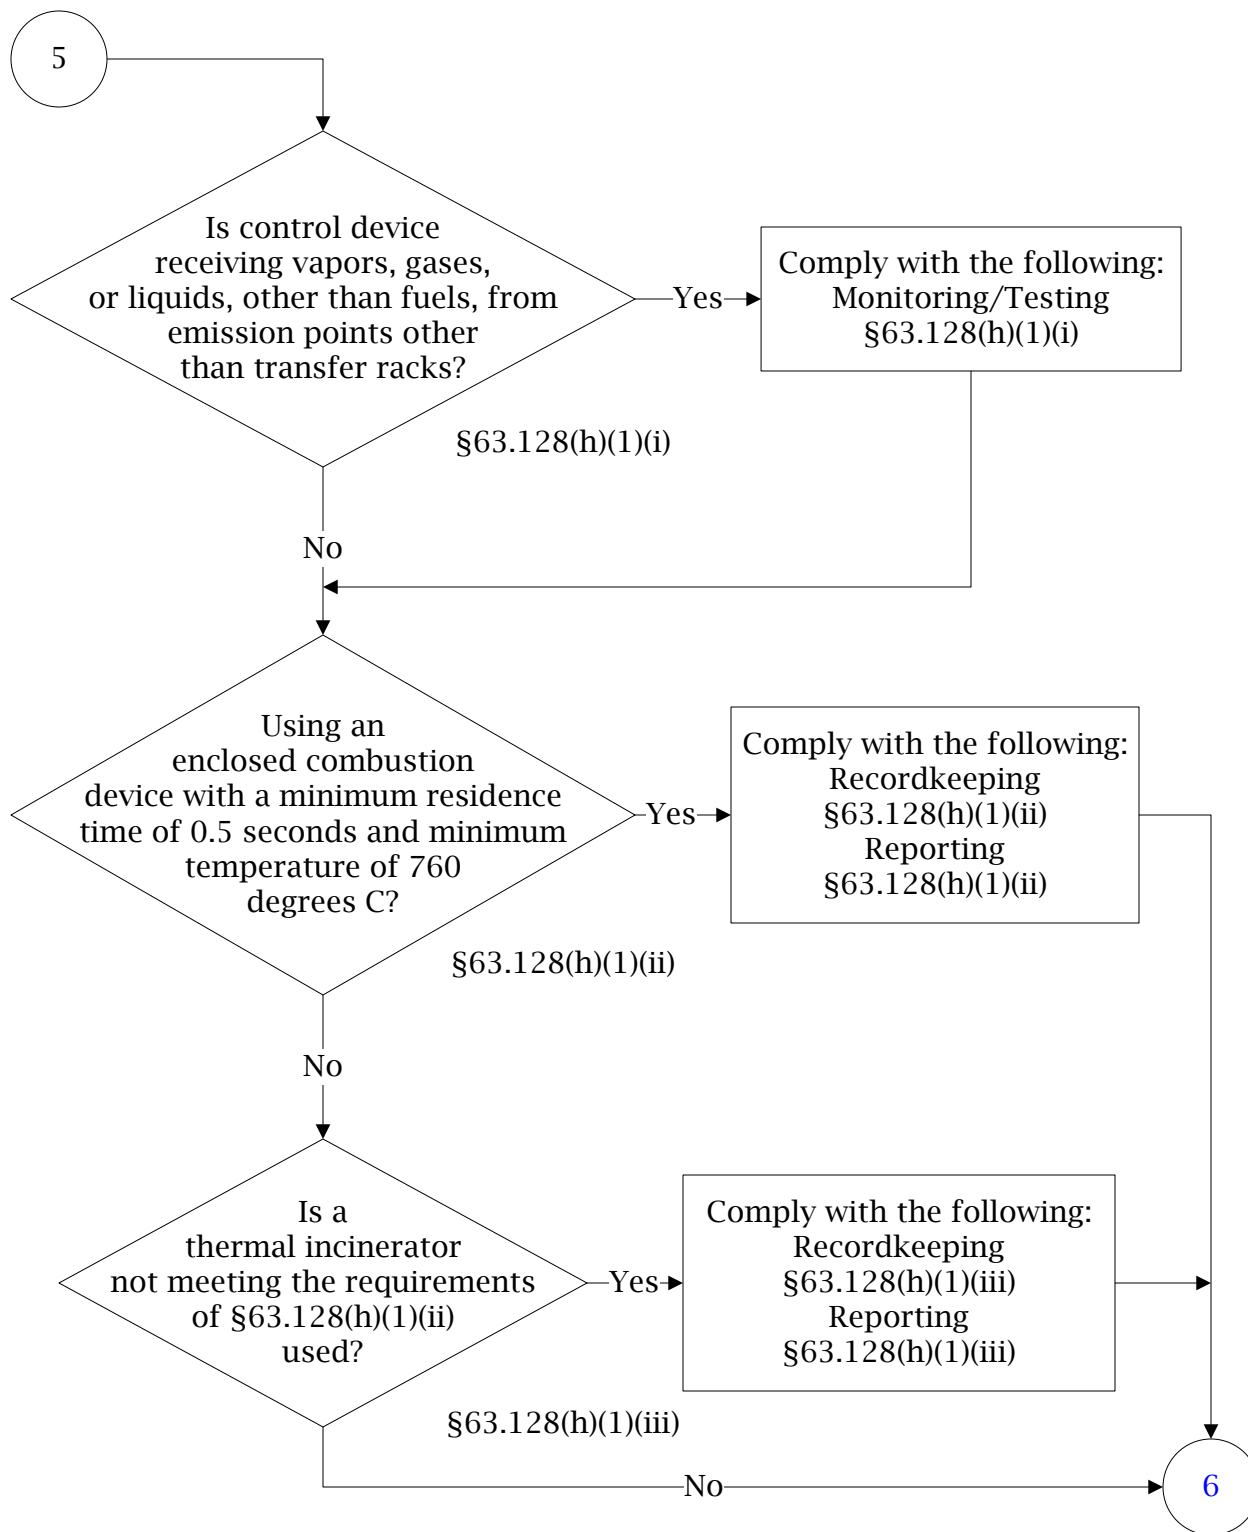 5
Is control device
receiving vapors, gases,
or liquids, other than fuels, from
emission points other
than transfer racks?
Yes
Comply with the following:
Monitoring/Testing
§63.128(h)(1)(i)
§63.128(h)(1)(i)
No
Using an
enclosed combustion
device with a minimum residence
time of 0.5 seconds and minimum
temperature of 760
degrees C?
Yes
Comply with the following:
Recordkeeping
§63.128(h)(1)(ii)
Reporting
§63.128(h)(1)(ii)
§63.128(h)(1)(ii)
No
Is a
thermal incinerator
not meeting the requirements
of §63.128(h)(1)(ii)
used?
Yes
Comply with the following:
Recordkeeping
§63.128(h)(1)(iii)
Reporting
§63.128(h)(1)(iii)
§63.128(h)(1)(iii)
No
6